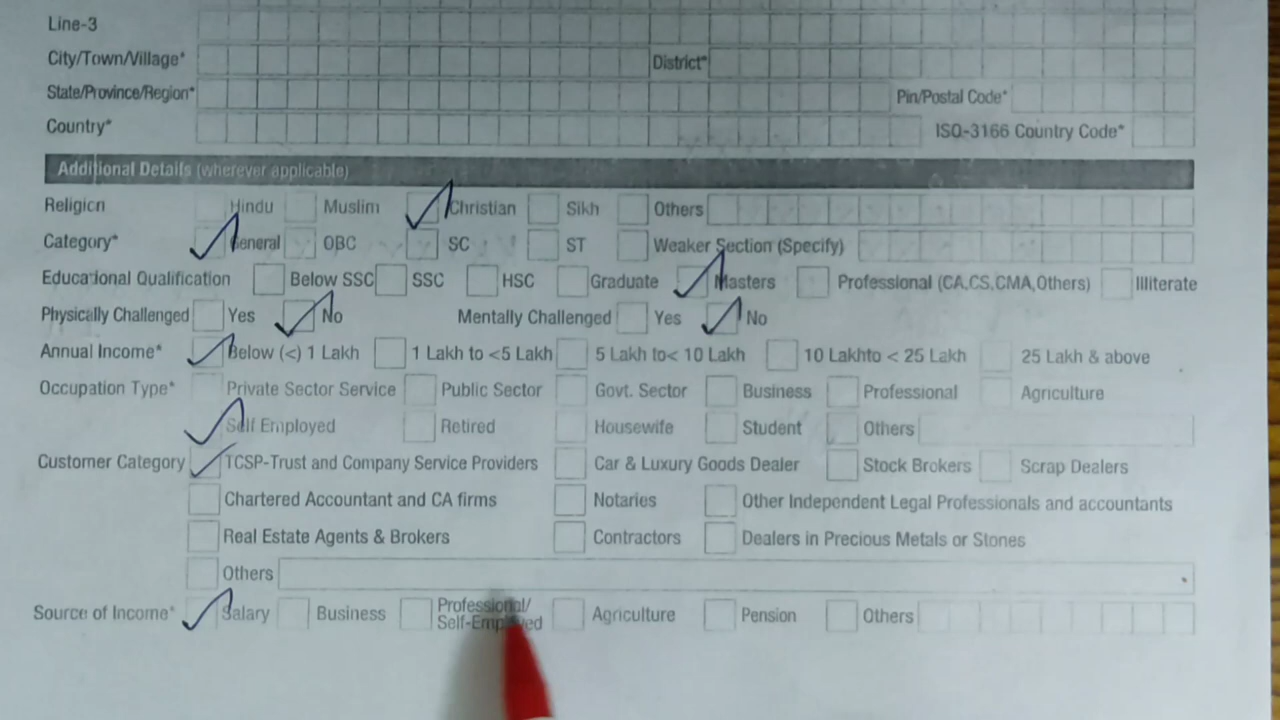 Line-3
City/Town/Village* District*
State/Province/Region* Pin/Postal Code*
Country* ISO-3166 Country Code*
Additional Details (wherever applicable)
Religion Hindu Muslim Christian Sikh Others
Category* General OBC SC ST Weaker Section (Specify)
Educational Qualification Below SSC SSC HSC Graduate Masters Professional (CA,CS,CMA,Others) Illiterate
Physically Challenged Yes No Mentally Challenged Yes No
Annual Income* Below (<) 1 Lakh 1 Lakh to <5 Lakh 5 Lakh to< 10 Lakh 10 Lakhto < 25 Lakh 25 Lakh & above
Occupation Type* Private Sector Service Public Sector Govt. Sector Business Professional Agriculture
Self Employed Retired Housewife Student Others
Customer Category TCSP-Trust and Company Service Providers Car & Luxury Goods Dealer Stock Brokers Scrap Dealers
Chartered Accountant and CA firms Notaries Other Independent Legal Professionals and accountants
Real Estate Agents & Brokers Contractors Dealers in Precious Metals or Stones
Others
Source of Income* Salary Business Professional/ Self-Employed Agriculture Pension Others